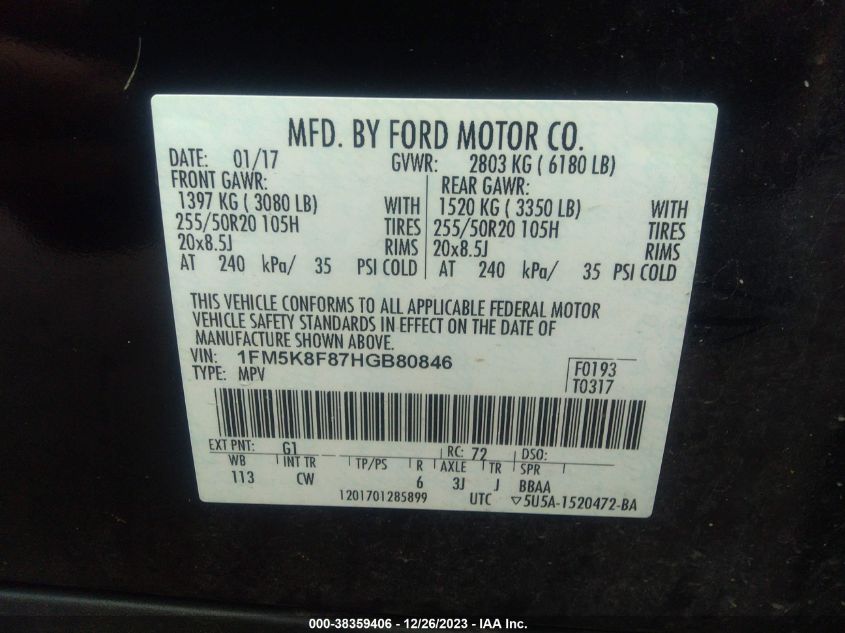 MFD. BY FORD MOTOR CO.
DATE: 01/17 GVWR: 2803 KG ( 6180 LB)
FRONT GAWR: REAR GAWR:
1397 KG ( 3080 LB) WITH 1520 KG ( 3350 LB) WITH
255/50R20 105H TIRES 255/50R20 105H TIRES
20x8.5J RIMS 20x8.5J RIMS
AT 240 kPa/ 35 PSI COLD AT 240 kPa/ 35 PSI COLD
THIS VEHICLE CONFORMS TO ALL APPLICABLE FEDERAL MOTOR
VEHICLE SAFETY STANDARDS IN EFFECT ON THE DATE OF
MANUFACTURE SHOWN ABOVE.
VIN: 1FM5K8F87HGB80846 F0193
TYPE: MPV T0317
EXT PNT: G1 RC: 72 DSO:
WB INT TR TP/PS R AXLE TR SPR
113 CW 6 3J J BBAA
1201701285899 UTC ▽5U5A-1520472-BA
000-38359406 • 12/26/2023 - IAA Inc.